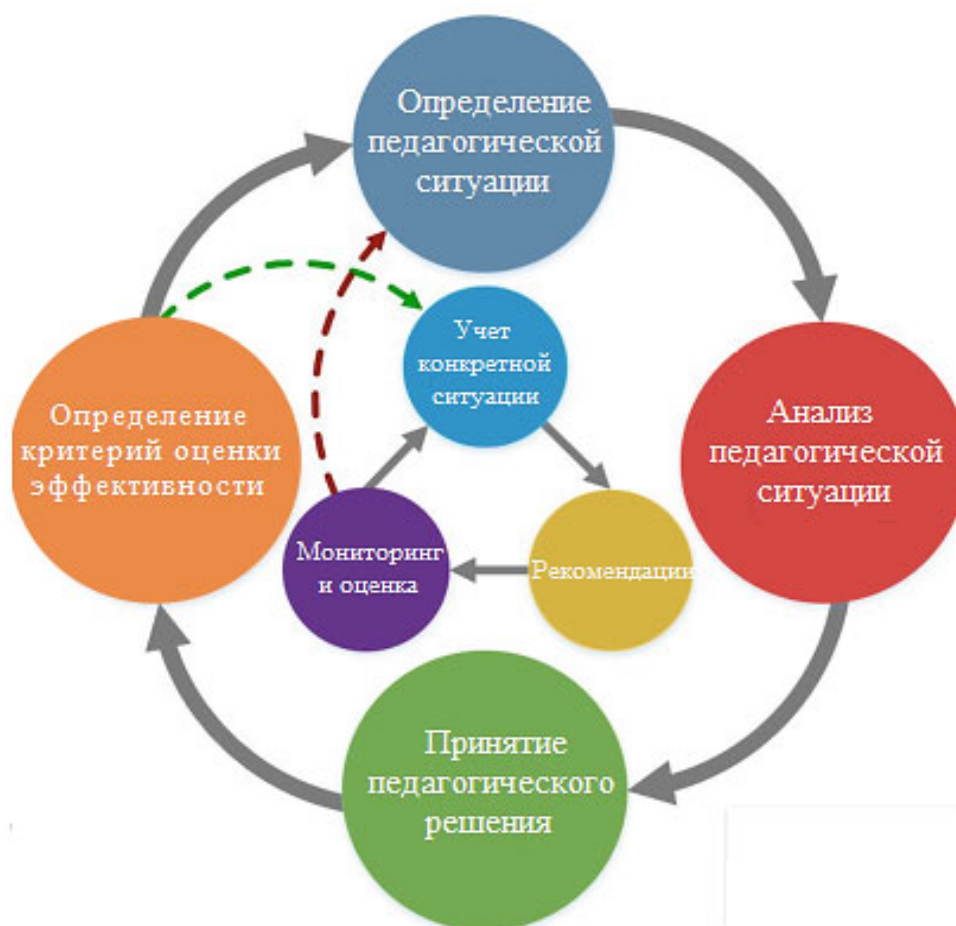 Определение
педагогической
ситуации
Учет
конкретной
ситуации
Определение
критерий оценки
эффективности
Анализ
педагогической
ситуации
Мониторинг
и оценка
Рекомендации
Принятие
педагогического
решения